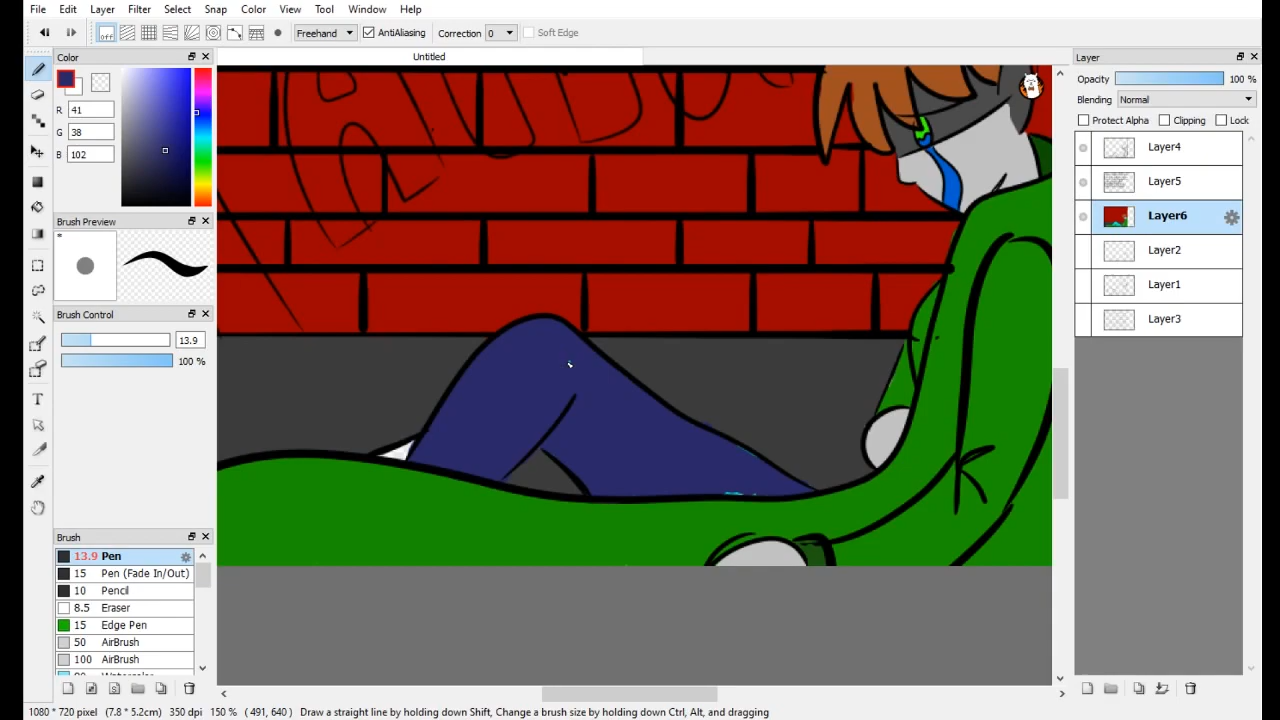 File Edit Layer Filter Select Snap Color View Tool Window Help
off Freehand AntiAliasing Correction 0 Soft Edge
Color
R 41
G 38
B 102
Brush Preview
*
Brush Control
13.9
100 %
Brush
13.9 Pen
15 Pen (Fade In/Out)
10 Pencil
8.5 Eraser
15 Edge Pen
50 AirBrush
100 AirBrush
Untitled
Layer
Opacity 100 %
Blending Normal
Protect Alpha Clipping Lock
Layer4
Layer5
Layer6
Layer2
Layer1
Layer3
1080 * 720 pixel (7.8 * 5.2cm) 350 dpi 150 % ( 491, 640 ) Draw a straight line by holding down Shift, Change a brush size by holding down Ctrl, Alt, and dragging